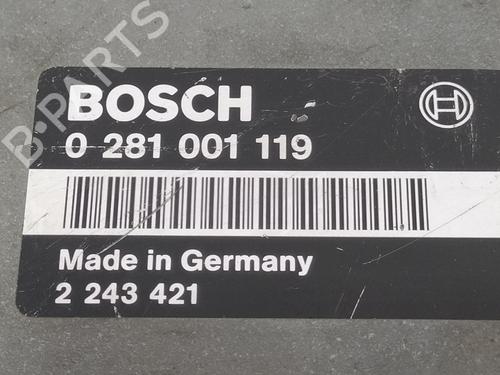 BOSCH
0 281 001 119
Made in Germany
2 243 421
B-PARTS